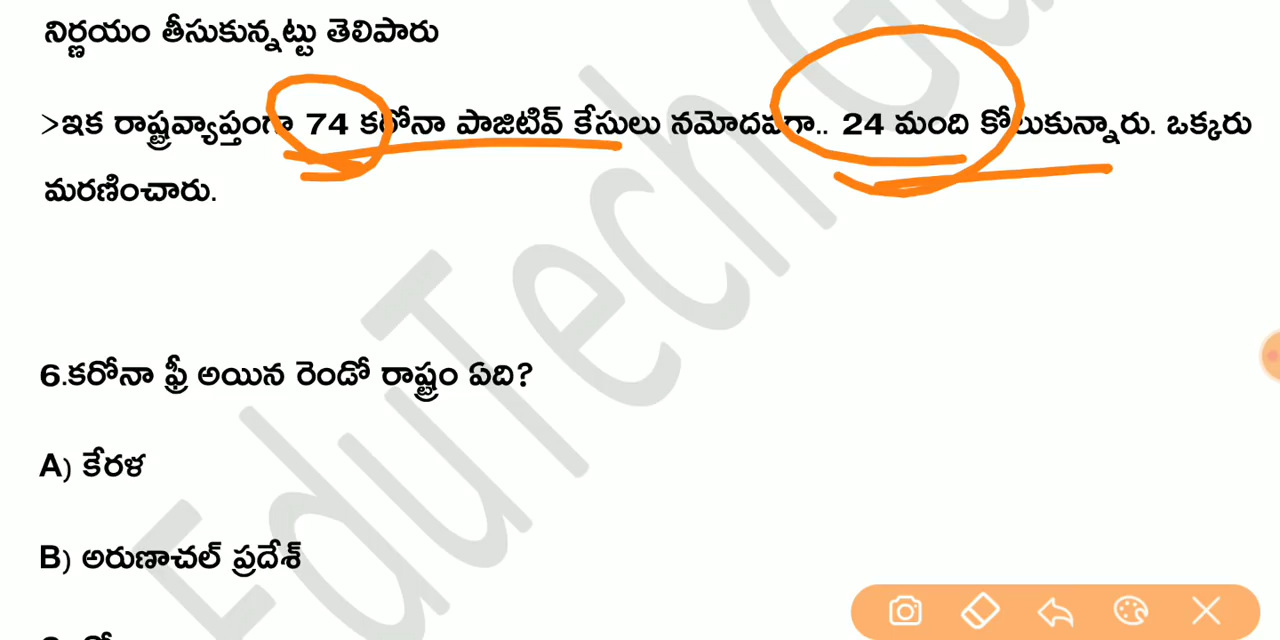 నిర్ణయం తీసుకున్నట్టు తెలిపారు
>ఇక రాష్ట్రవ్యాప్తంగా 74 కరోనా పాజిటివ్ కేసులు నమోదవగా.. 24 మంది కోలుకున్నారు. ఒక్కరు
మరణించారు.
6.కరోనా ఫ్రీ అయిన రెండో రాష్ట్రం ఏది?
A) కేరళ
B) అరుణాచల్ ప్రదేశ్
EduTech